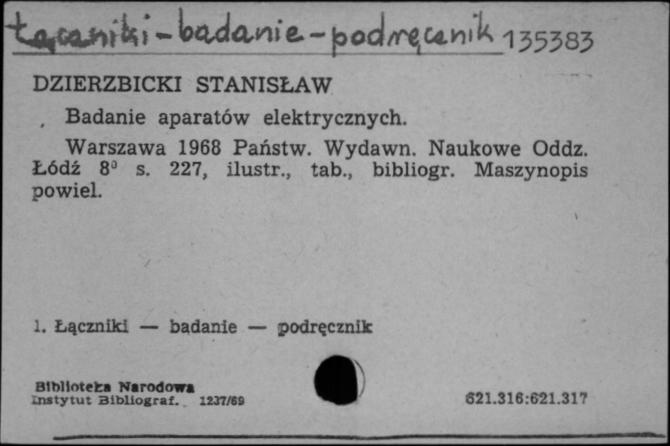 Łączniki - badanie - podręcznik 135383
DZIERZBICKI STANISŁAW
Badanie aparatów elektrycznych.
Warszawa 1968 Państw. Wydawn. Naukowe Oddz.
Łódź 8⁰ s. 227, ilustr., tab., bibliogr. Maszynopis
powiel.
1. Łączniki — badanie — podręcznik
Biblioteka Narodowa
Instytut Bibliograf. 1237/69
621.316:621.317